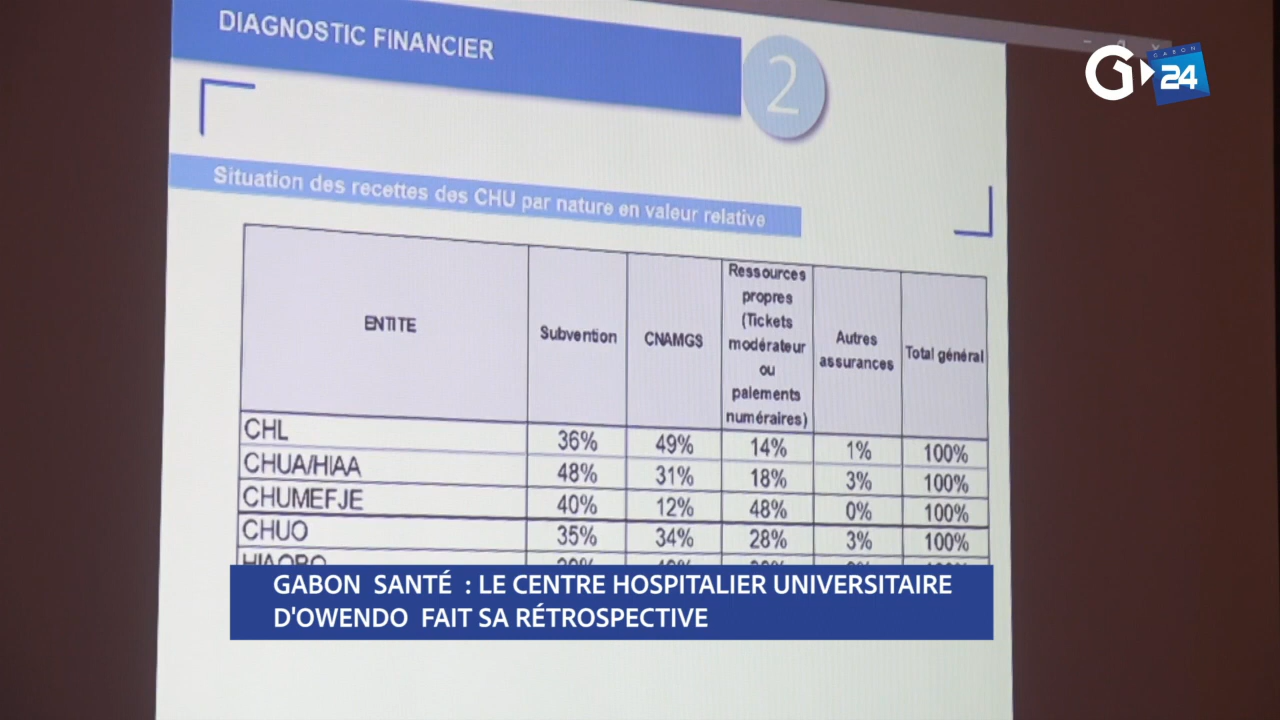 DIAGNOSTIC FINANCIER
2
GABON
G 24
Situation des recettes des CHU par nature en valeur relative
ENTITE
Subvention
CNAMGS
Ressources
propres
(Tickets
modérateur
ou
paiements
numéraires)
Autres
assurances
Total général
CHL 36% 49% 14% 1% 100%
CHUA/HIAA 48% 31% 18% 3% 100%
CHUMEFJE 40% 12% 48% 0% 100%
CHUO 35% 34% 28% 3% 100%
GABON SANTÉ : LE CENTRE HOSPITALIER UNIVERSITAIRE
D'OWENDO FAIT SA RÉTROSPECTIVE